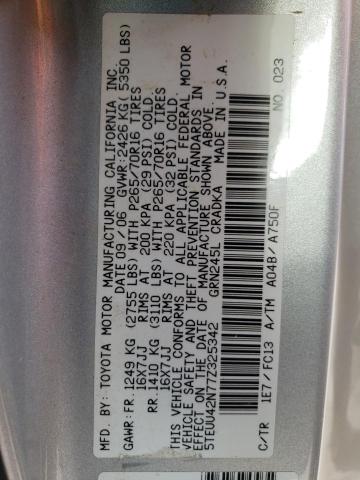 MFD. BY: TOYOTA MOTOR MANUFACTURING CALIFORNIA INC.
DATE 09/06 GVWR:2426 KG( 5350 LBS)
GAWR:FR.1249 KG (2755 LBS) WITH P265/70R16 TIRES
16X7JJ RIMS AT 200 KPA (29 PSI) COLD.
RR.1410 KG (3110 LBS) WITH P265/70R16 TIRES
16X7JJ RIMS AT 220 KPA (32 PSI) COLD.
THIS VEHICLE CONFORMS TO ALL APPLICABLE FEDERAL MOTOR
VEHICLE SAFETY AND THEFT PREVENTION STANDARDS IN
EFFECT ON THE DATE OF MANUFACTURE SHOWN ABOVE.
5TEUU42N77Z325342 GRN245L CRADKA MADE IN U.S.A.
C/TR 1E7/FC13 A/TM A04B/A750F NO. 023